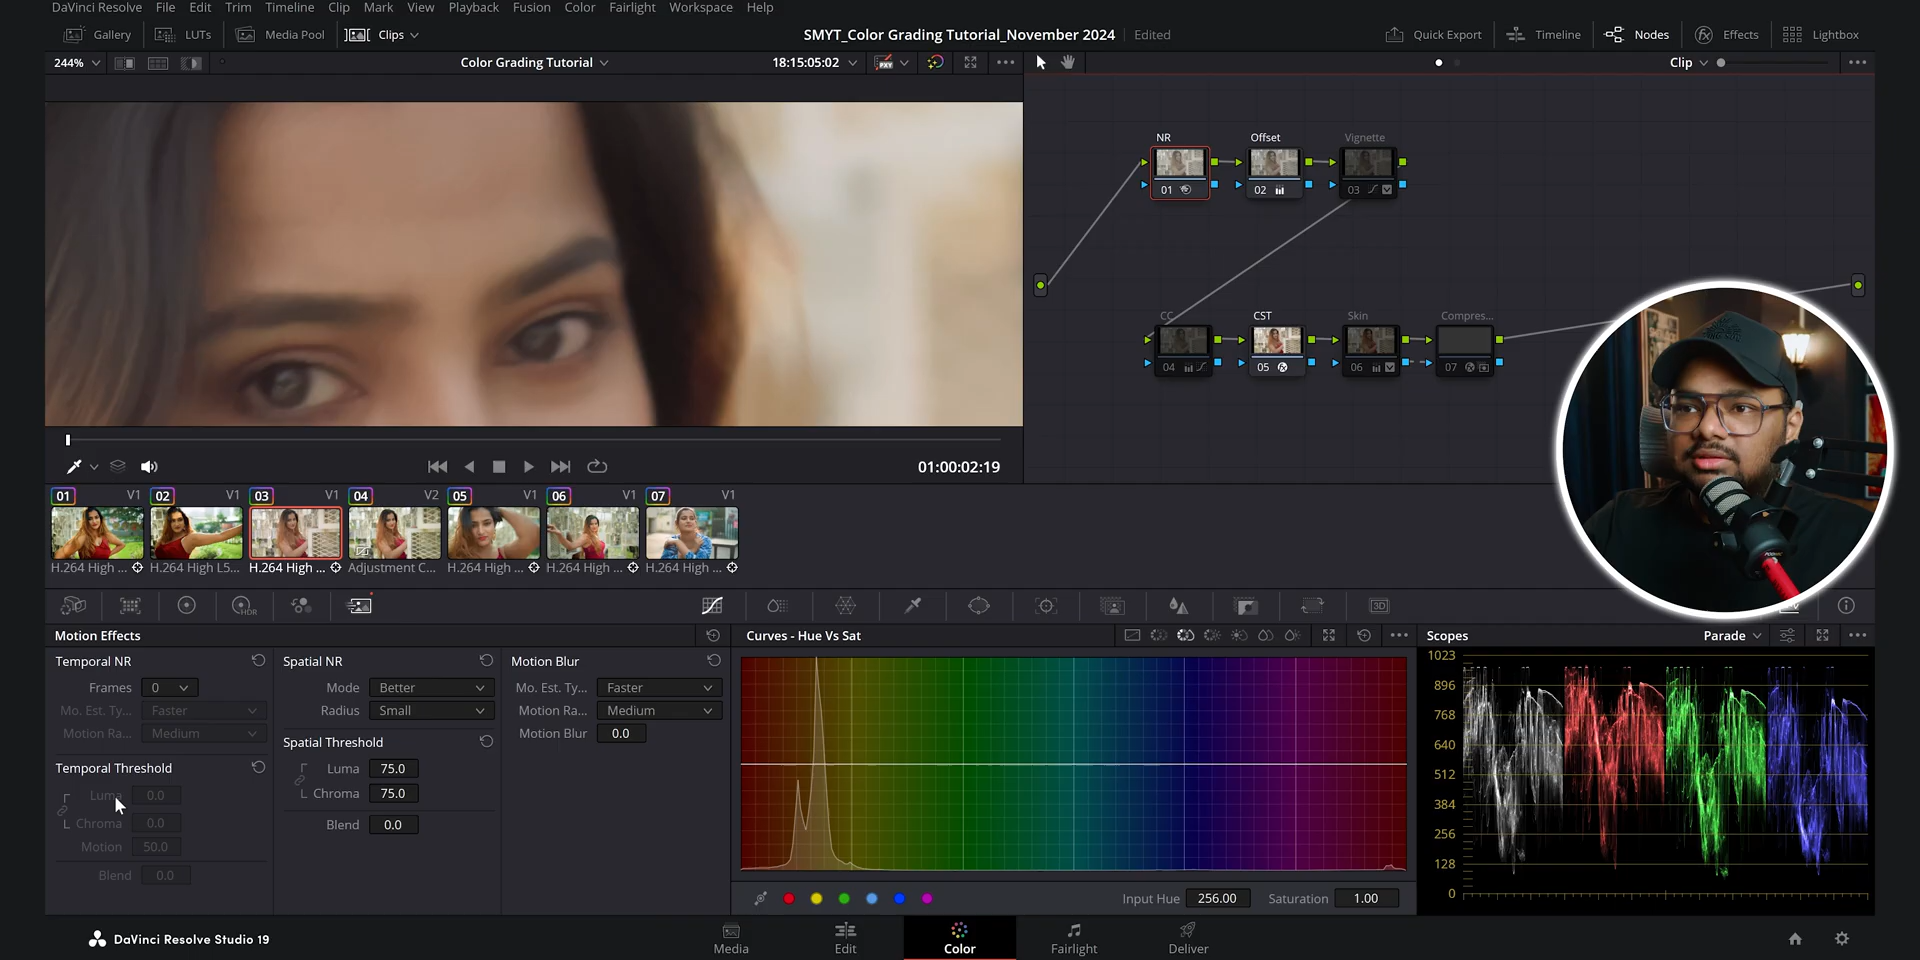 DaVinci Resolve File Edit Trim Timeline Clip Mark View Playback Fusion Color Fairlight Workspace Help
Gallery LUTs Media Pool Clips SMYT_Color Grading Tutorial_November 2024 Edited Quick Export Timeline Nodes Effects Lightbox
244% Color Grading Tutorial 18:15:05:02 Clip
NR Offset Vignette
01 02 03
CC CST Skin Compres...
04 05 06 07
01:00:02:19
01 V1 02 V1 03 V1 04 V2 05 V1 06 V1 07 V1
H.264 High ... H.264 High L5... H.264 High ... Adjustment C... H.264 High ... H.264 High ... H.264 High ...
HDR 3D
Motion Effects Curves - Hue Vs Sat Scopes Parade
Temporal NR Spatial NR Motion Blur
Frames 0 Mode Better Mo. Est. Ty... Faster
Mo. Est. Ty... Faster Radius Small Motion Ra... Medium
Motion Ra... Medium Spatial Threshold Motion Blur 0.0
Temporal Threshold Luma 75.0
Luma 0.0 Chroma 75.0
Chroma 0.0 Blend 0.0
Motion 50.0
Blend 0.0
1023
896
768
640
512
384
256
128
0
Input Hue 256.00 Saturation 1.00
DaVinci Resolve Studio 19 Media Edit Color Fairlight Deliver